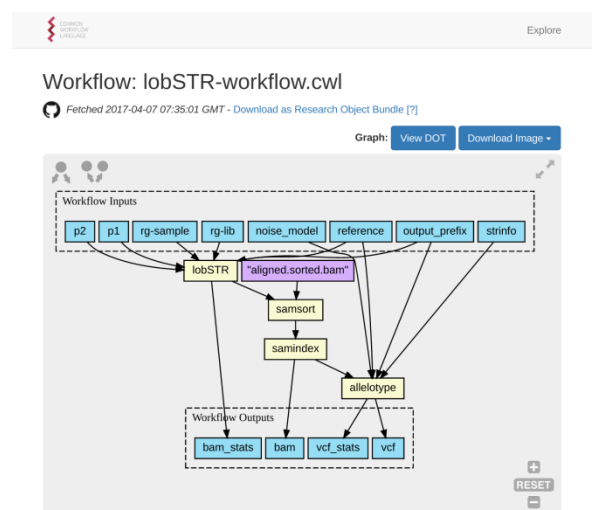 COMMON
WORKFLOW
LANGUAGE
Explore
Workflow: lobSTR-workflow.cwl
Fetched 2017-04-07 07:35:01 GMT - Download as Research Object Bundle [?]
Graph: View DOT Download Image
Workflow Inputs
p2 p1 rg-sample rg-lib noise_model reference output_prefix strinfo
lobSTR "aligned.sorted.bam"
samsort
samindex
allelotype
Workflow Outputs
bam_stats bam vcf_stats vcf
RESET